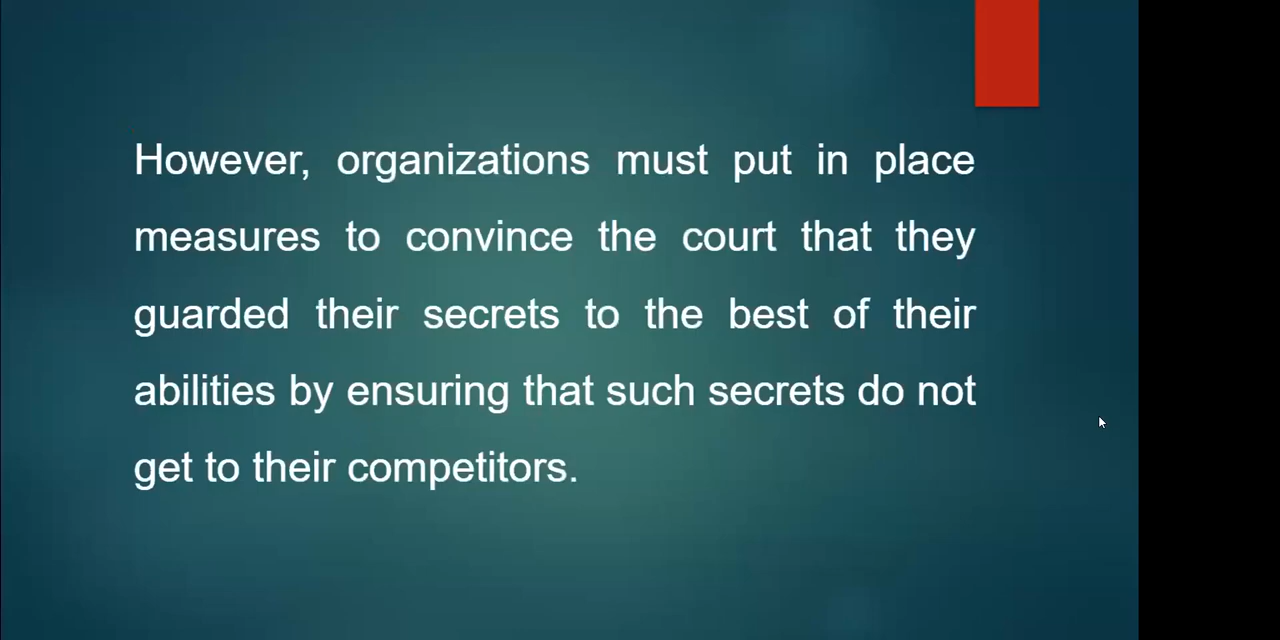 However, organizations must put in place
measures to convince the court that they
guarded their secrets to the best of their
abilities by ensuring that such secrets do not
get to their competitors.